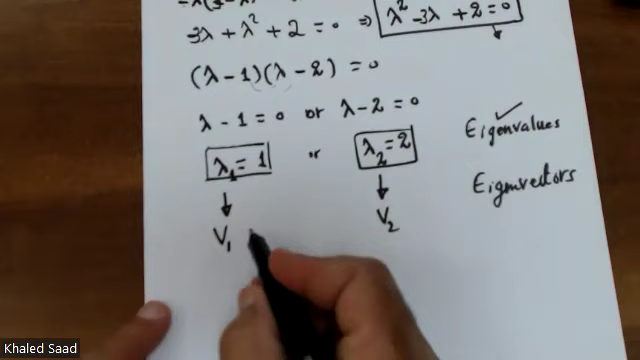 -3λ + λ² + 2 = 0 ⇒ λ² - 3λ + 2 = 0
(λ - 1)(λ - 2) = 0
λ - 1 = 0 or λ - 2 = 0
λ₁ = 1 or λ₂ = 2
V₁ V₂
Eigenvalues
Eigenvectors
Khaled Saad